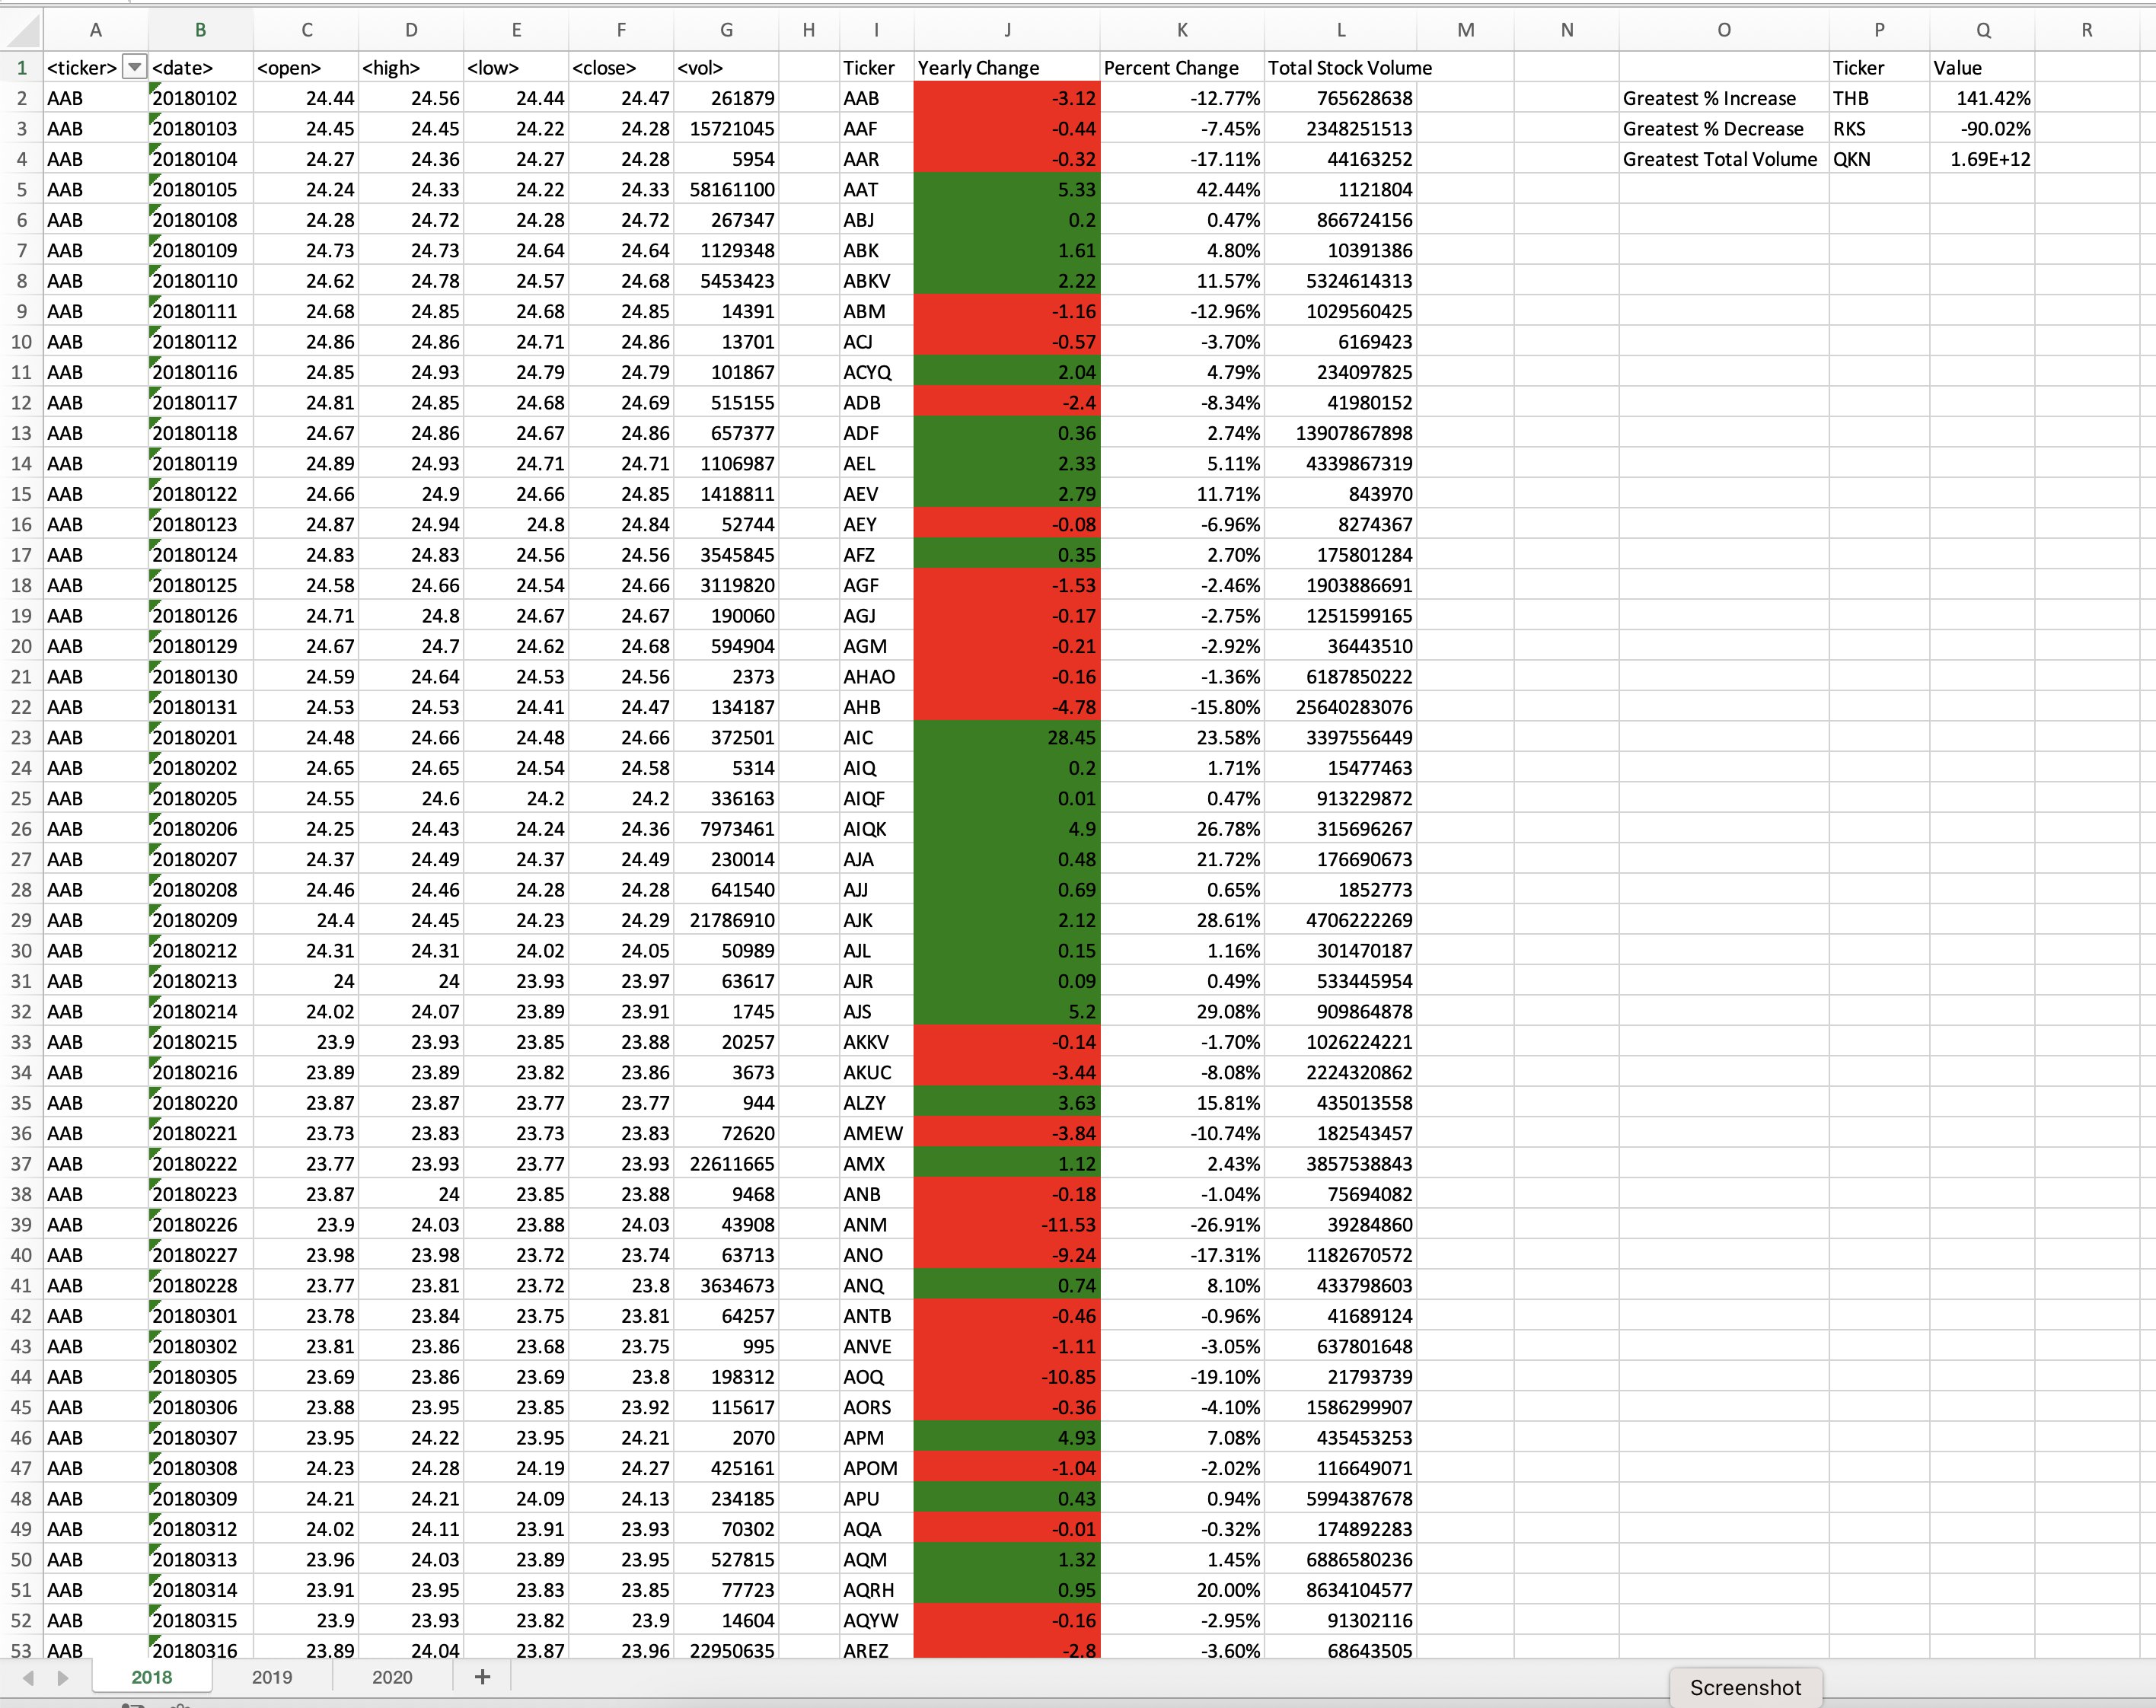 A B C D E F G H I J K L M N O P Q R
1 <ticker> <date> <open> <high> <low> <close> <vol> Ticker Yearly Change Percent Change Total Stock Volume Ticker Value
2 AAB 20180102 24.44 24.56 24.44 24.47 261879 AAB -3.12 -12.77% 765628638 Greatest % Increase THB 141.42%
3 AAB 20180103 24.45 24.45 24.22 24.28 15721045 AAF -0.44 -7.45% 2348251513 Greatest % Decrease RKS -90.02%
4 AAB 20180104 24.27 24.36 24.27 24.28 5954 AAR -0.32 -17.11% 44163252 Greatest Total Volume QKN 1.69E+12
5 AAB 20180105 24.24 24.33 24.22 24.33 58161100 AAT 5.33 42.44% 1121804
6 AAB 20180108 24.28 24.72 24.28 24.72 267347 ABJ 0.2 0.47% 866724156
7 AAB 20180109 24.73 24.73 24.64 24.64 1129348 ABK 1.61 4.80% 10391386
8 AAB 20180110 24.62 24.78 24.57 24.68 5453423 ABKV 2.22 11.57% 5324614313
9 AAB 20180111 24.68 24.85 24.68 24.85 14391 ABM -1.16 -12.96% 1029560425
10 AAB 20180112 24.86 24.86 24.71 24.86 13701 ACJ -0.57 -3.70% 6169423
11 AAB 20180116 24.85 24.93 24.79 24.79 101867 ACYQ 2.04 4.79% 234097825
12 AAB 20180117 24.81 24.85 24.68 24.69 515155 ADB -2.4 -8.34% 41980152
13 AAB 20180118 24.67 24.86 24.67 24.86 657377 ADF 0.36 2.74% 13907867898
14 AAB 20180119 24.89 24.93 24.71 24.71 1106987 AEL 2.33 5.11% 4339867319
15 AAB 20180122 24.66 24.9 24.66 24.85 1418811 AEV 2.79 11.71% 843970
16 AAB 20180123 24.87 24.94 24.8 24.84 52744 AEY -0.08 -6.96% 8274367
17 AAB 20180124 24.83 24.83 24.56 24.56 3545845 AFZ 0.35 2.70% 175801284
18 AAB 20180125 24.58 24.66 24.54 24.66 3119820 AGF -1.53 -2.46% 1903886691
19 AAB 20180126 24.71 24.8 24.67 24.67 190060 AGJ -0.17 -2.75% 1251599165
20 AAB 20180129 24.67 24.7 24.62 24.68 594904 AGM -0.21 -2.92% 36443510
21 AAB 20180130 24.59 24.64 24.53 24.56 2373 AHAO -0.16 -1.36% 6187850222
22 AAB 20180131 24.53 24.53 24.41 24.47 134187 AHB -4.78 -15.80% 25640283076
23 AAB 20180201 24.48 24.66 24.48 24.66 372501 AIC 28.45 23.58% 3397556449
24 AAB 20180202 24.65 24.65 24.54 24.58 5314 AIQ 0.2 1.71% 15477463
25 AAB 20180205 24.55 24.6 24.2 24.2 336163 AIQF 0.01 0.47% 913229872
26 AAB 20180206 24.25 24.43 24.24 24.36 7973461 AIQK 4.9 26.78% 315696267
27 AAB 20180207 24.37 24.49 24.37 24.49 230014 AJA 0.48 21.72% 176690673
28 AAB 20180208 24.46 24.46 24.28 24.28 641540 AJJ 0.69 0.65% 1852773
29 AAB 20180209 24.4 24.45 24.23 24.29 21786910 AJK 2.12 28.61% 4706222269
30 AAB 20180212 24.31 24.31 24.02 24.05 50989 AJL 0.15 1.16% 301470187
31 AAB 20180213 24 24 23.93 23.97 63617 AJR 0.09 0.49% 533445954
32 AAB 20180214 24.02 24.07 23.89 23.91 1745 AJS 5.2 29.08% 909864878
33 AAB 20180215 23.9 23.93 23.85 23.88 20257 AKKV -0.14 -1.70% 1026224221
34 AAB 20180216 23.89 23.89 23.82 23.86 3673 AKUC -3.44 -8.08% 2224320862
35 AAB 20180220 23.87 23.87 23.77 23.77 944 ALZY 3.63 15.81% 435013558
36 AAB 20180221 23.73 23.83 23.73 23.83 72620 AMEW -3.84 -10.74% 182543457
37 AAB 20180222 23.77 23.93 23.77 23.93 22611665 AMX 1.12 2.43% 3857538843
38 AAB 20180223 23.87 24 23.85 23.88 9468 ANB -0.18 -1.04% 75694082
39 AAB 20180226 23.9 24.03 23.88 24.03 43908 ANM -11.53 -26.91% 39284860
40 AAB 20180227 23.98 23.98 23.72 23.74 63713 ANO -9.24 -17.31% 1182670572
41 AAB 20180228 23.77 23.81 23.72 23.8 3634673 ANQ 0.74 8.10% 433798603
42 AAB 20180301 23.78 23.84 23.75 23.81 64257 ANTB -0.46 -0.96% 41689124
43 AAB 20180302 23.81 23.86 23.68 23.75 995 ANVE -1.11 -3.05% 637801648
44 AAB 20180305 23.69 23.86 23.69 23.8 198312 AOQ -10.85 -19.10% 21793739
45 AAB 20180306 23.88 23.95 23.85 23.92 115617 AORS -0.36 -4.10% 1586299907
46 AAB 20180307 23.95 24.22 23.95 24.21 2070 APM 4.93 7.08% 435453253
47 AAB 20180308 24.23 24.28 24.19 24.27 425161 APOM -1.04 -2.02% 116649071
48 AAB 20180309 24.21 24.21 24.09 24.13 234185 APU 0.43 0.94% 5994387678
49 AAB 20180312 24.02 24.11 23.91 23.93 70302 AQA -0.01 -0.32% 174892283
50 AAB 20180313 23.96 24.03 23.89 23.95 527815 AQM 1.32 1.45% 6886580236
51 AAB 20180314 23.91 23.95 23.83 23.85 77723 AQRH 0.95 20.00% 8634104577
52 AAB 20180315 23.9 23.93 23.82 23.9 14604 AQYW -0.16 -2.95% 91302116
53 AAB 20180316 23.89 24.04 23.87 23.96 22950635 AREZ -2.8 -3.60% 68643505
2018 2019 2020 +
Screenshot